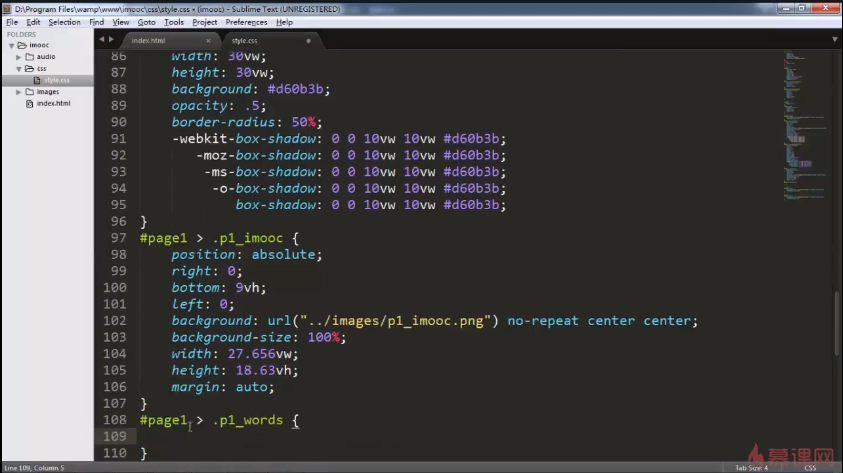 D:\Program Files\wamp\www\imooc\css\style.css • (imooc) - Sublime Text (UNREGISTERED)
File Edit Selection Find View Goto Tools Project Preferences Help
FOLDERS
imooc
audio
css
style.css
images
index.html
index.html × style.css •
86 width: 30vw;
87 height: 30vw;
88 background: #d60b3b;
89 opacity: .5;
90 border-radius: 50%;
91 -webkit-box-shadow: 0 0 10vw 10vw #d60b3b;
92 -moz-box-shadow: 0 0 10vw 10vw #d60b3b;
93 -ms-box-shadow: 0 0 10vw 10vw #d60b3b;
94 -o-box-shadow: 0 0 10vw 10vw #d60b3b;
95 box-shadow: 0 0 10vw 10vw #d60b3b;
96 }
97 #page1 > .p1_imooc {
98 position: absolute;
99 right: 0;
100 bottom: 9vh;
101 left: 0;
102 background: url("../images/p1_imooc.png") no-repeat center center;
103 background-size: 100%;
104 width: 27.656vw;
105 height: 18.63vh;
106 margin: auto;
107 }
108 #page1 > .p1_words {
109
110 }
慕课网
Line 109, Column 5 Tab Size: 4 CSS